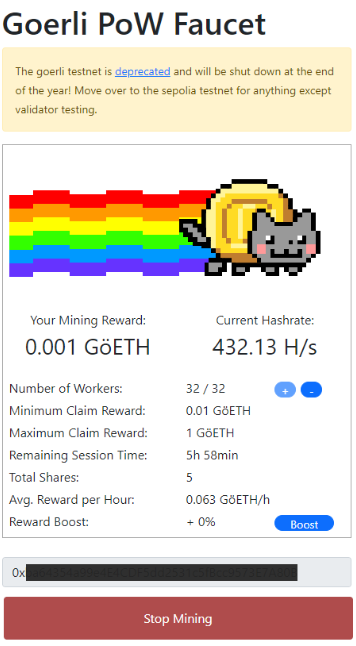 Goerli PoW Faucet
The goerli testnet is deprecated and will be shut down at the end
of the year! Move over to the sepolia testnet for anything except
validator testing.
Your Mining Reward: Current Hashrate:
0.001 GöETH 432.13 H/s
Number of Workers: 32 / 32 + -
Minimum Claim Reward: 0.01 GöETH
Maximum Claim Reward: 1 GöETH
Remaining Session Time: 5h 58min
Total Shares: 5
Avg. Reward per Hour: 0.063 GöETH/h
Reward Boost: + 0% Boost
0x
Stop Mining